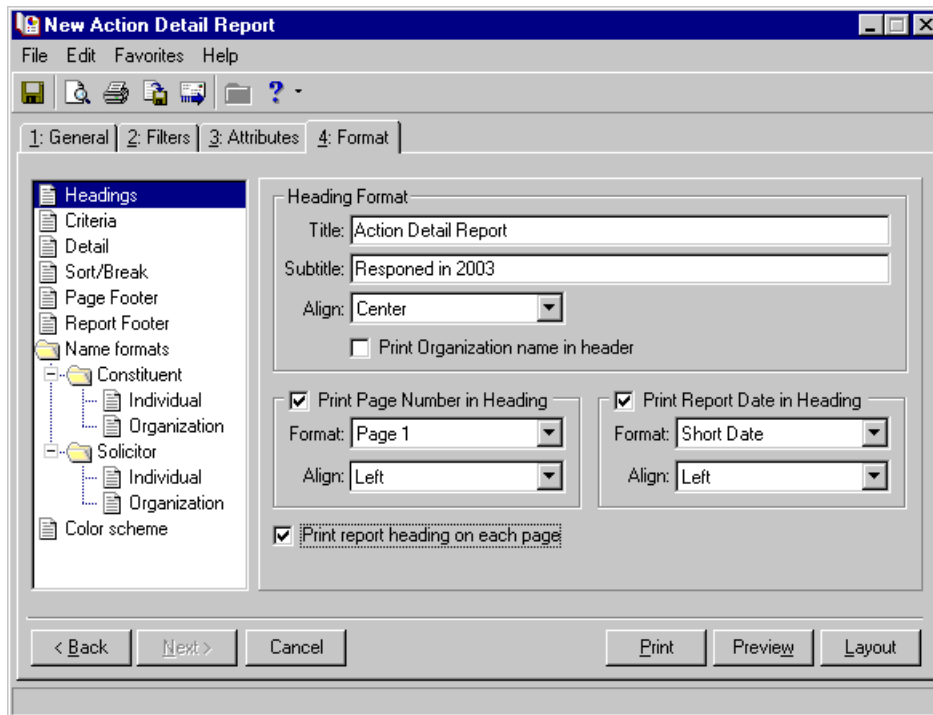 New Action Detail Report
File Edit Favorites Help
1: General 2: Filters 3: Attributes 4: Format
Headings
Criteria
Detail
Sort/Break
Page Footer
Report Footer
Name formats
Constituent
Individual
Organization
Solicitor
Individual
Organization
Color scheme
Heading Format
Title: Action Detail Report
Subtitle: Responed in 2003
Align: Center
Print Organization name in header
Print Page Number in Heading
Format: Page 1
Align: Left
Print Report Date in Heading
Format: Short Date
Align: Left
Print report heading on each page
< Back Next > Cancel Print Preview Layout